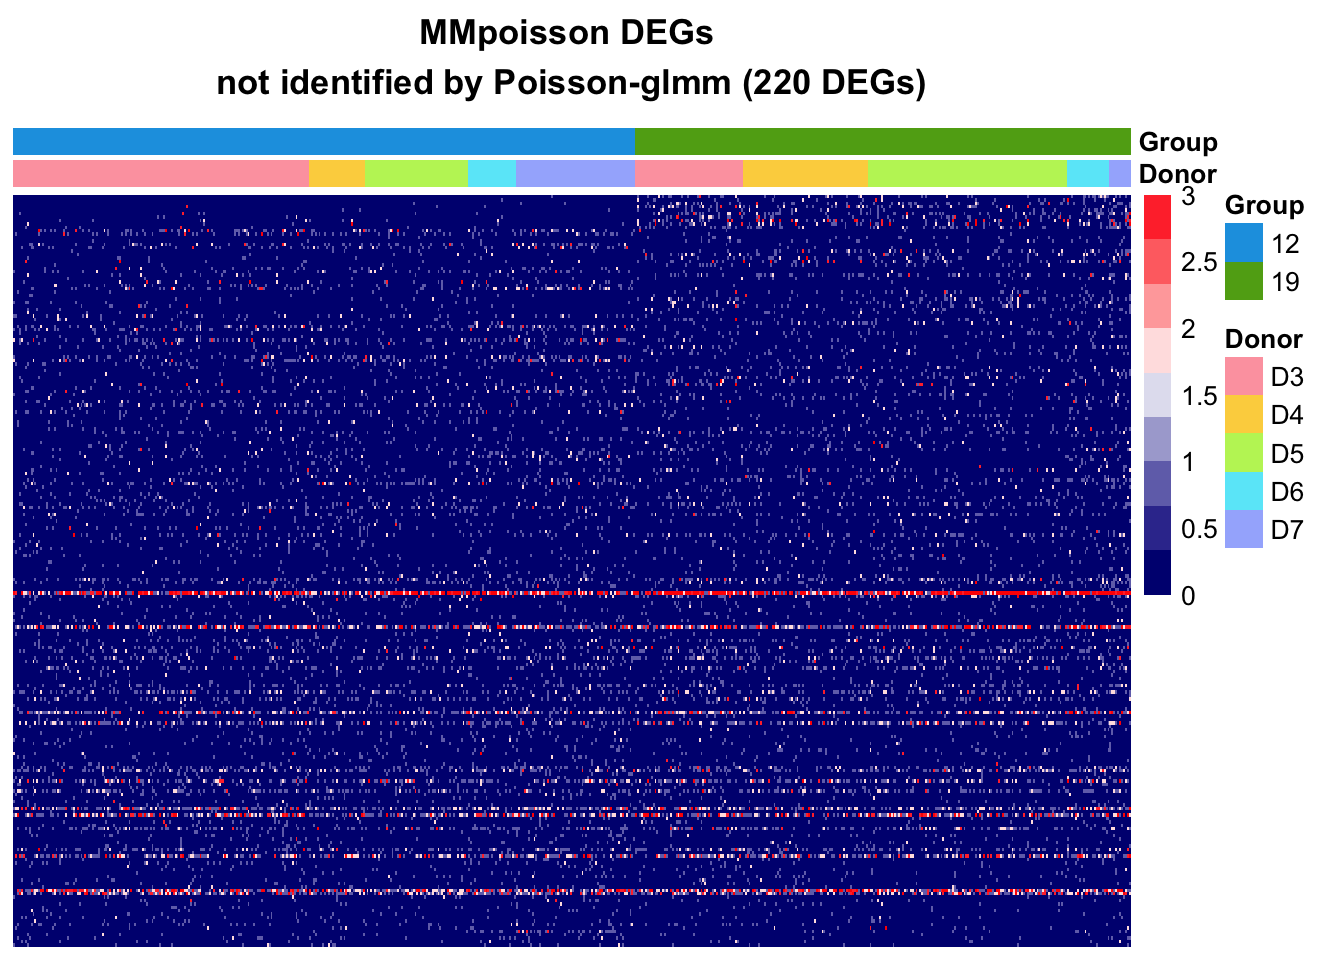 MMpoisson DEGs
not identified by Poisson-glmm (220 DEGs)
Group
Donor
3
2.5
2
1.5
1
0.5
0
Group
12
19
Donor
D3
D4
D5
D6
D7